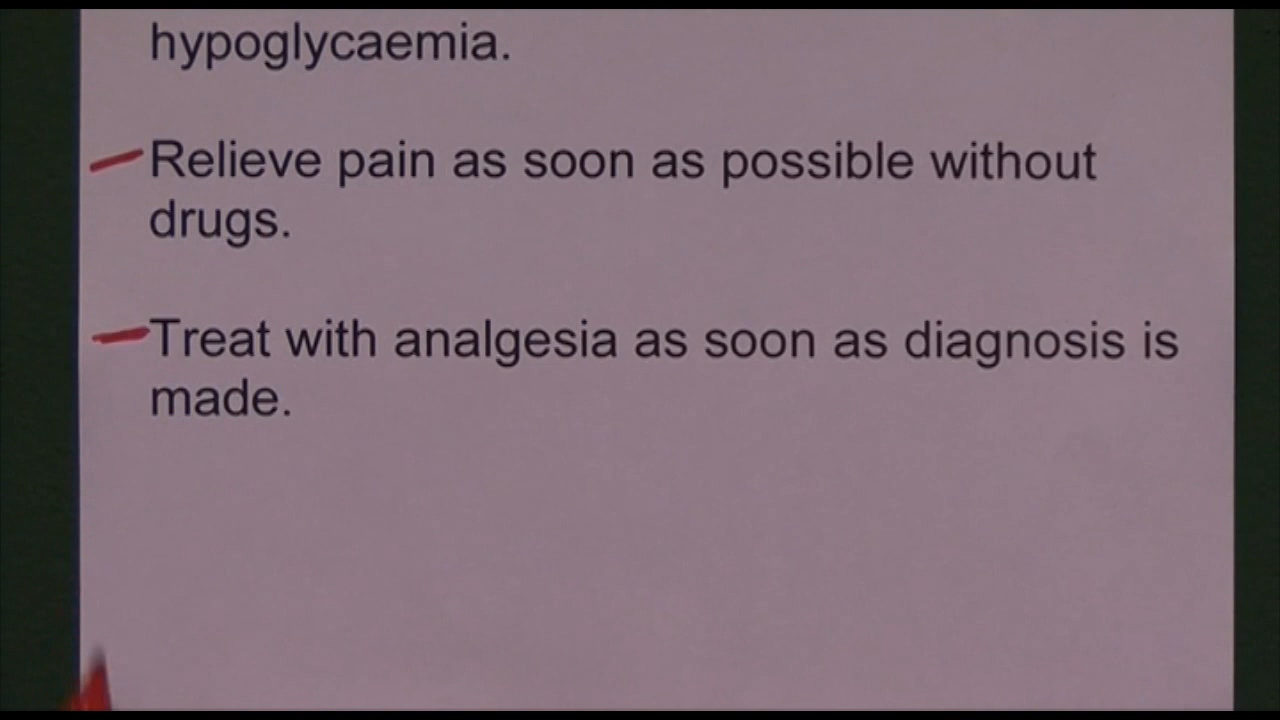 hypoglycaemia.
Relieve pain as soon as possible without
drugs.
Treat with analgesia as soon as diagnosis is
made.